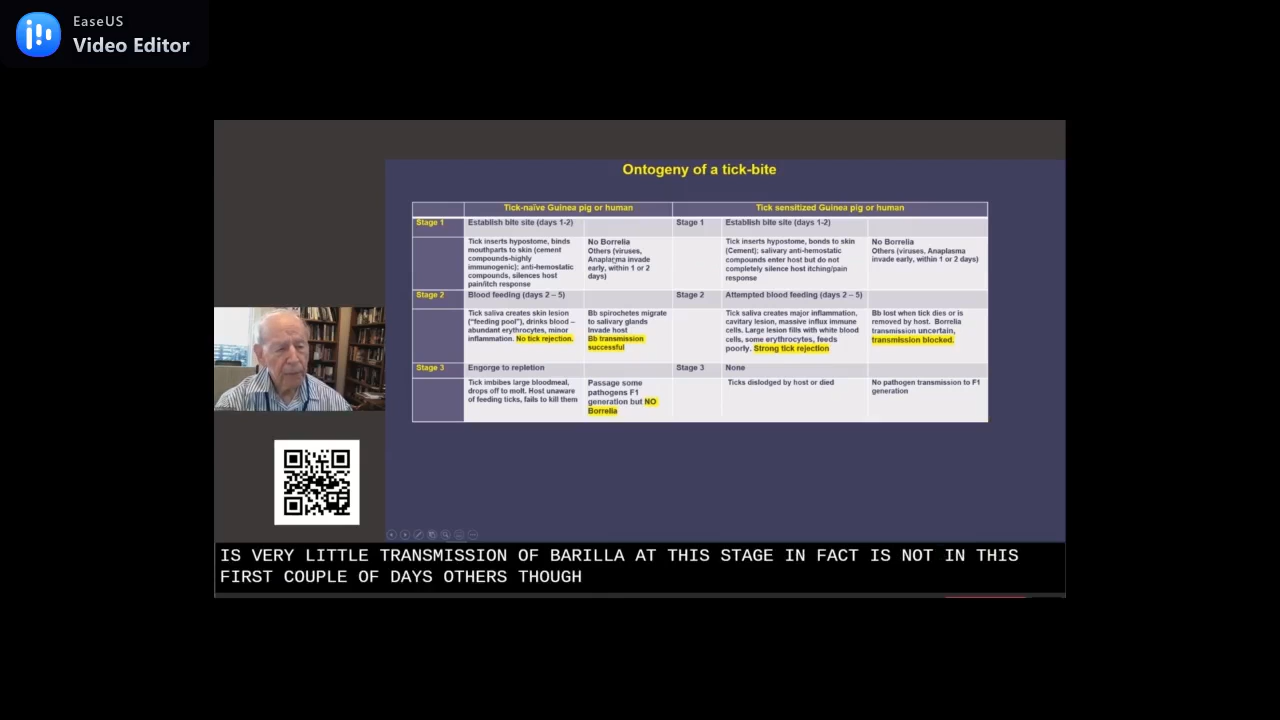 EaseUS
Video Editor
Ontogeny of a tick-bite
Tick-naïve Guinea pig or human
Tick sensitized Guinea pig or human
Stage 1
Establish bite site (days 1-2)
Stage 1
Establish bite site (days 1-2)
Tick inserts hypostome, binds
mouthparts to skin (cement
compounds-highly
immunogenic); anti-hemostatic
compounds, silences host
pain/itch response
No Borrelia
Others (viruses,
Anaplasma invade
early, within 1 or 2
days)
Tick inserts hypostome, bonds to skin
(Cement); salivary anti-hemostatic
compounds enter host but do not
completely silence host itching/pain
response
No Borrelia
Others (viruses, Anaplasma
invade early, within 1 or 2 days)
Stage 2
Blood feeding (days 2 – 5)
Stage 2
Attempted blood feeding (days 2 – 5)
Tick saliva creates skin lesion
("feeding pool"), drinks blood –
abundant erythrocytes, minor
inflammation. No tick rejection.
Bb spirochetes migrate
to salivary glands
Invade host
Bb transmission
successful
Tick saliva creates major inflammation,
cavitary lesion, massive influx immune
cells. Large lesion fills with white blood
cells, some erythrocytes, feeds
poorly. Strong tick rejection
Bb lost when tick dies or is
removed by host. Borrelia
transmission uncertain,
transmission blocked.
Stage 3
Engorge to repletion
Stage 3
None
Tick imbibes large bloodmeal,
drops off to molt. Host unaware
of feeding ticks, fails to kill them
Passage some
pathogens F1
generation but NO
Borrelia
Ticks dislodged by host or died
No pathogen transmission to F1
generation
IS VERY LITTLE TRANSMISSION OF BARILLA AT THIS STAGE IN FACT IS NOT IN THIS
FIRST COUPLE OF DAYS OTHERS THOUGH